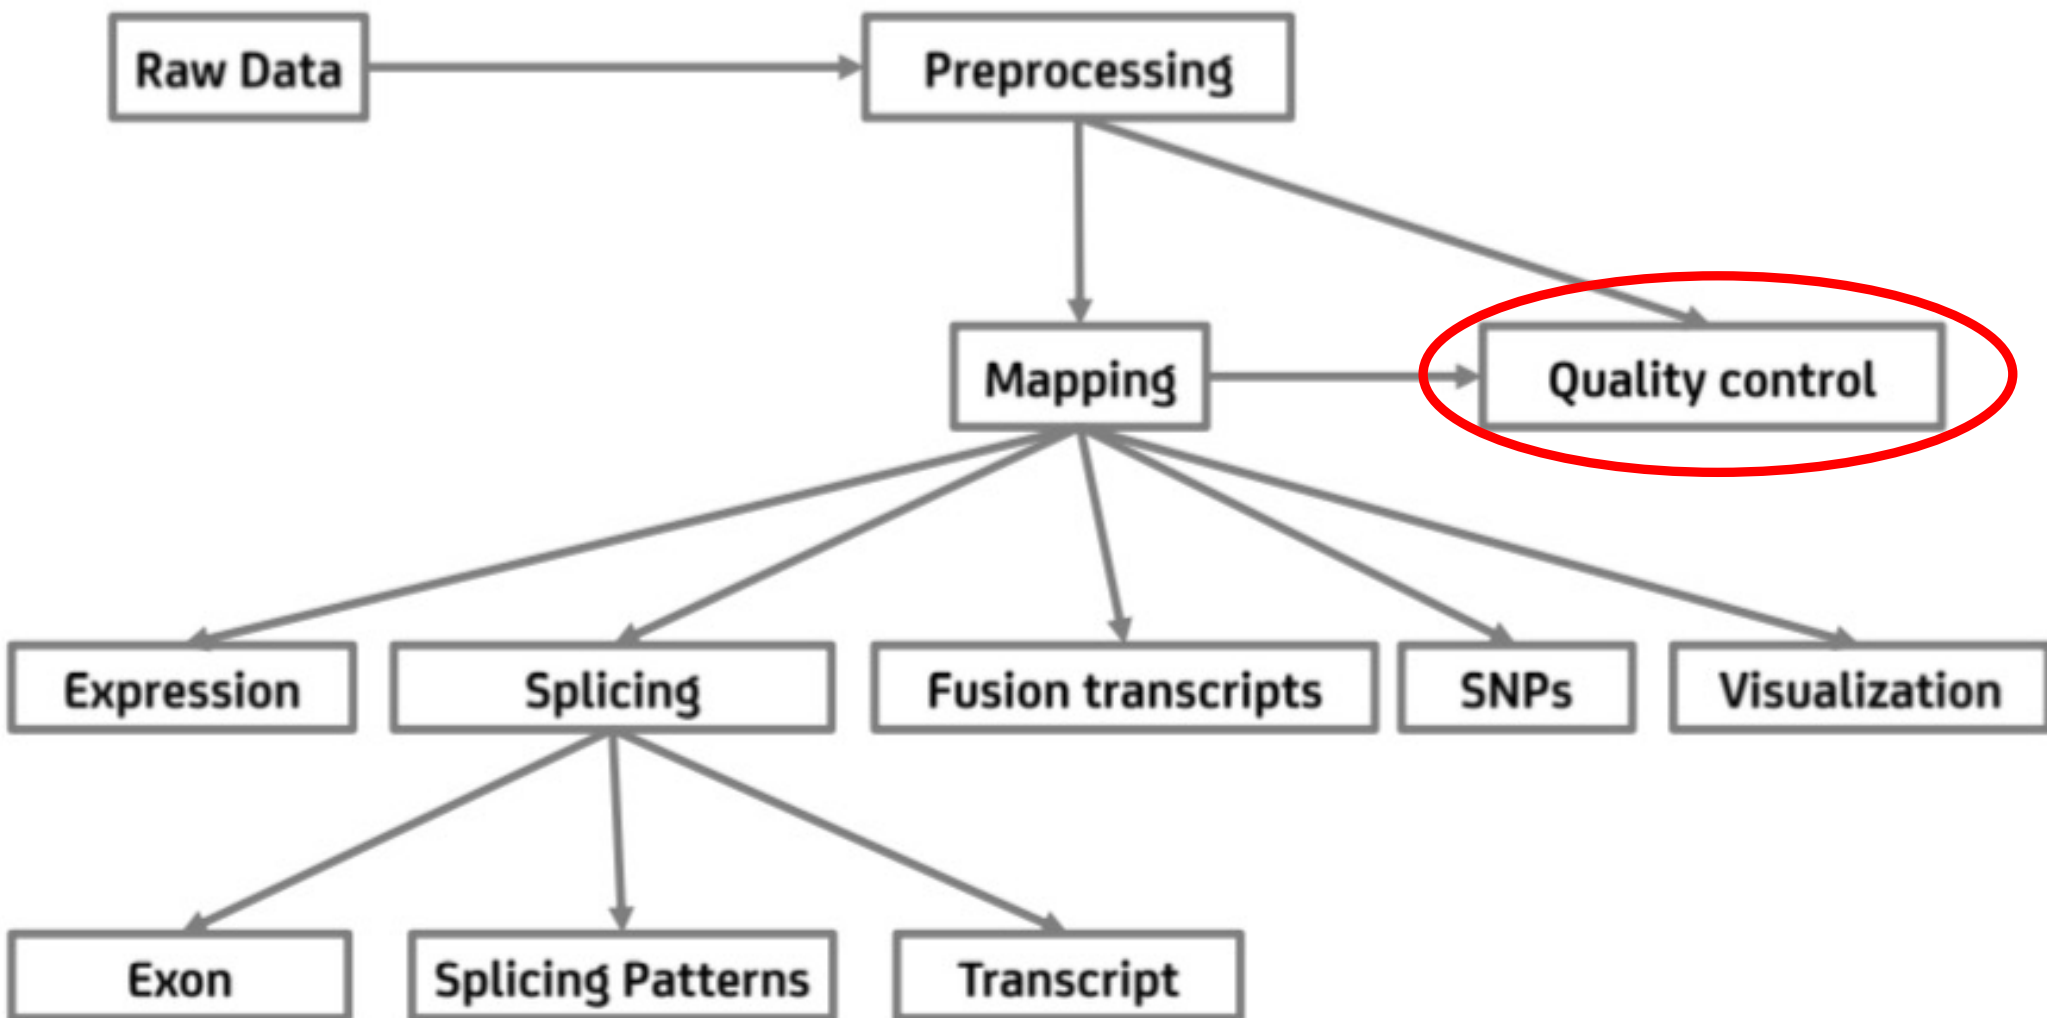 Raw Data
Preprocessing
Mapping
Quality control
Expression
Splicing
Fusion transcripts
SNPs
Visualization
Exon
Splicing Patterns
Transcript